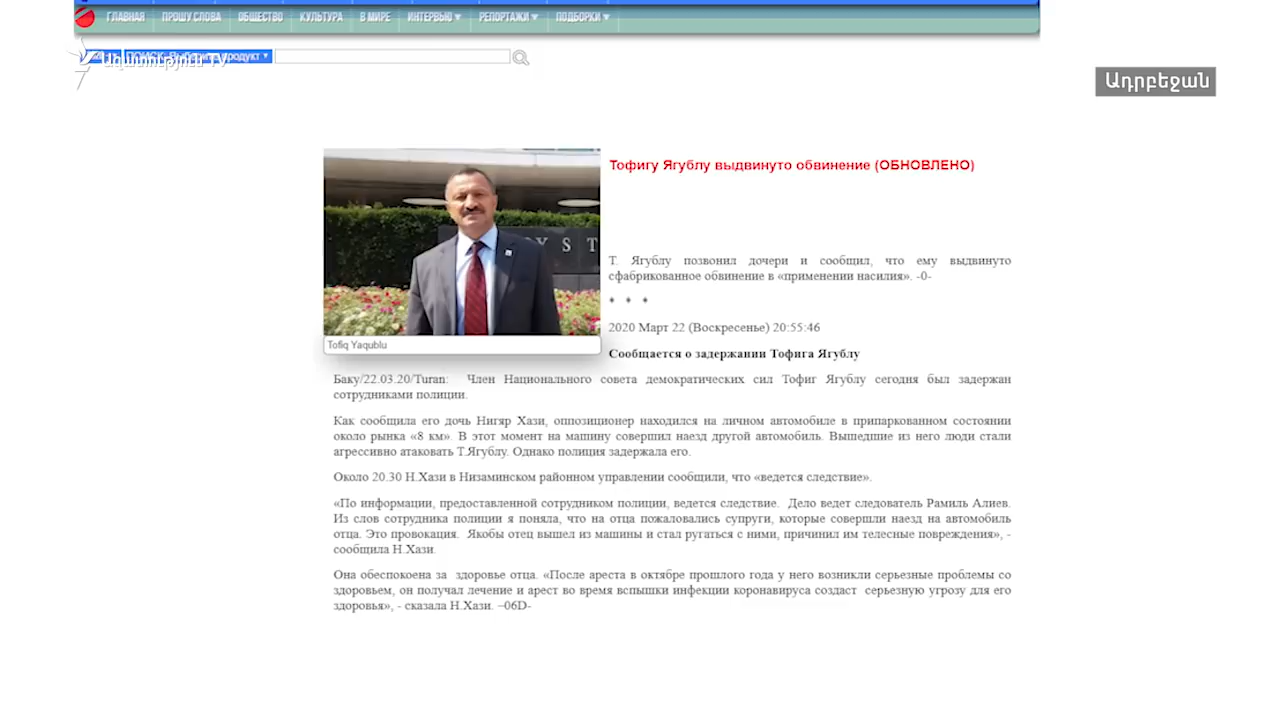 ГЛАВНАЯ ПРОШУ СЛОВА ОБЩЕСТВО КУЛЬТУРА В МИРЕ ИНТЕРВЬЮ РЕПОРТАЖИ ПОДБОРКИ
Ազատություն TV
Ադրբեջան
Тофигу Ягублу выдвинуто обвинение (ОБНОВЛЕНО)
Y S T
Т. Ягублу позвонил дочери и сообщил, что ему выдвинуто
сфабрикованное обвинение в «применении насилия». -0-
* * *
2020 Март 22 (Воскресенье) 20:55:46
Tofiq Yaqublu
Сообщается о задержании Тофига Ягублу
Баку/22.03.20/Turan: Член Национального совета демократических сил Тофиг Ягублу сегодня был задержан
сотрудниками полиции.
Как сообщила его дочь Нигяр Хази, оппозиционер находился на личном автомобиле в припаркованном состоянии
около рынка «8 км». В этот момент на машину совершил наезд другой автомобиль. Вышедшие из него люди стали
агрессивно атаковать Т.Ягублу. Однако полиция задержала его.
Около 20.30 Н.Хази в Низаминском районном управлении сообщили, что «ведется следствие».
«По информации, предоставленной сотрудником полиции, ведется следствие. Дело ведет следователь Рамиль Алиев.
Из слов сотрудника полиции я поняла, что на отца пожаловались супруги, которые совершли наезд на автомобиль
отца. Это провокация. Якобы отец вышел из машины и стал ругаться с ними, причинил им телесные повреждения», -
сообщила Н.Хази.
Она обеспокоена за здоровье отца. «После ареста в октябре прошлого года у него возникли серьезные проблемы со
здоровьем, он получал лечение и арест во время вспышки инфекции коронавируса создаст серьезную угрозу для его
здоровья», - сказала Н.Хази. –06D-